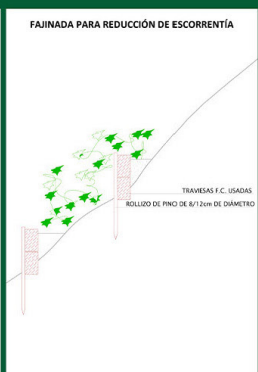 FAJINADA PARA REDUCCIÓN DE ESCORRENTÍA
TRAVIESAS F.C. USADAS
ROLLIZO DE PINO DE 8/12cm DE DIÁMETRO